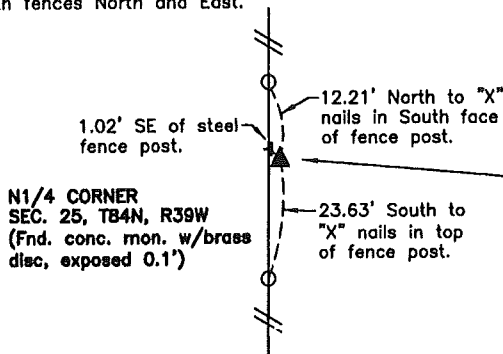 fences North and East.
12.21' North to "X"
nails in South face
of fence post.
1.02' SE of steel
fence post.
N1/4 CORNER
SEC. 25, T84N, R39W
(Fnd. conc. mon. w/brass
disc, exposed 0.1')
23.63' South to
"X" nails in top
of fence post.